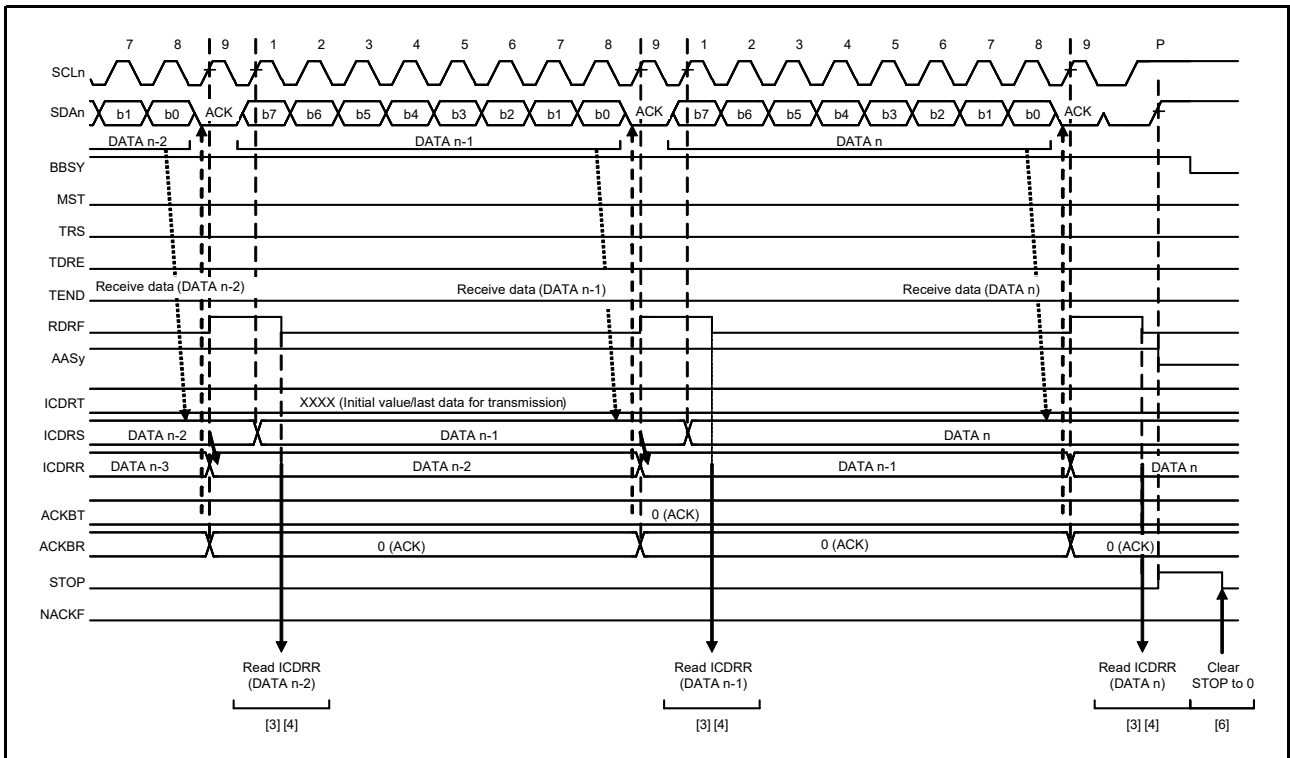 7 8 9 1 2 3 4 5 6 7 8 9 1 2 3 4 5 6 7 8 9 P
SCLn
SDAn b1 b0 ACK b7 b6 b5 b4 b3 b2 b1 b0 ACK b7 b6 b5 b4 b3 b2 b1 b0 ACK
DATA n-2 DATA n-1 DATA n
BBSY
MST
TRS
TDRE
Receive data (DATA n-2) Receive data (DATA n-1) Receive data (DATA n)
TEND
RDRF
AASy
ICDRT XXXX (Initial value/last data for transmission)
ICDRS DATA n-2 DATA n-1 DATA n
ICDRR DATA n-3 DATA n-2 DATA n-1 DATA n
ACKBT 0 (ACK)
ACKBR 0 (ACK) 0 (ACK) 0 (ACK)
STOP
NACKF
Read ICDRR Read ICDRR Read ICDRR Clear
(DATA n-2) (DATA n-1) (DATA n) STOP to 0
[3] [4] [3] [4] [3] [4] [6]